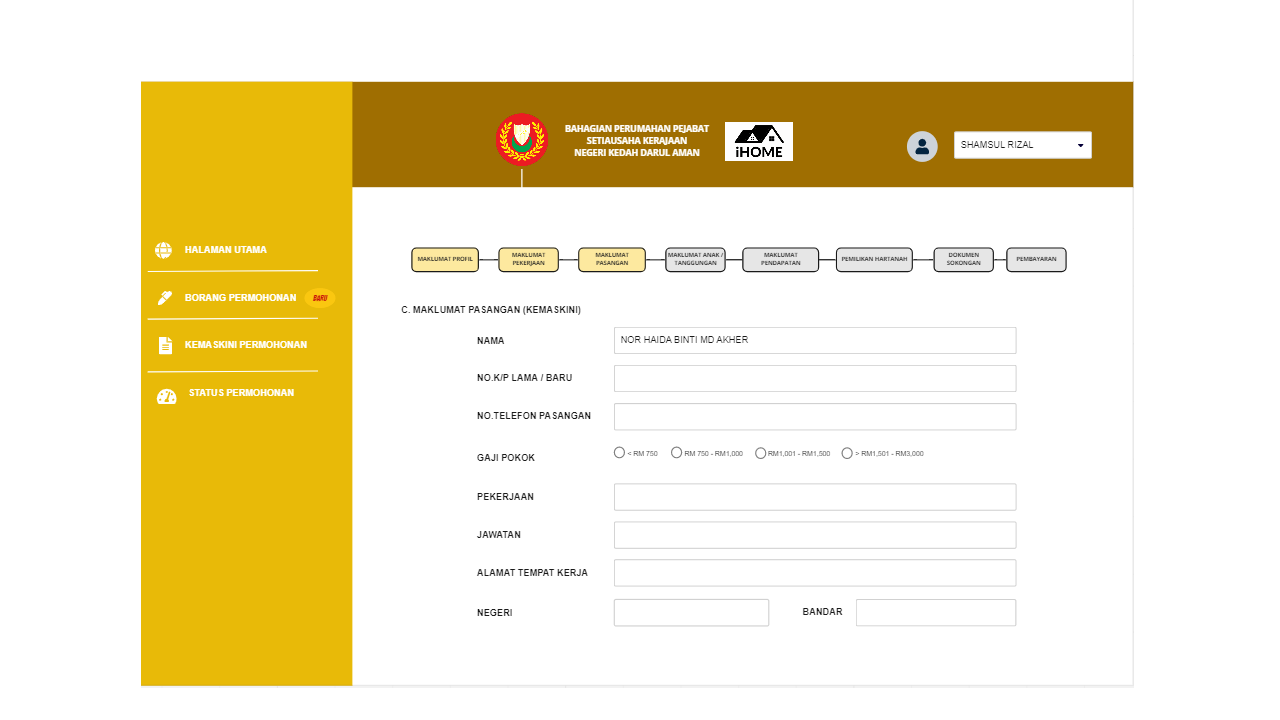 BAHAGIAN PERUMAHAN PEJABAT
SETIAUSAHA KERAJAAN
NEGERI KEDAH DARUL AMAN
iHOME
SHAMSUL RIZAL
HALAMAN UTAMA
BORANG PERMOHONAN BARU
KEMASKINI PERMOHONAN
STATUS PERMOHONAN
MAKLUMAT PROFIL
MAKLUMAT
PEKERJAAN
MAKLUMAT
PASANGAN
MAKLUMAT ANAK /
TANGGUNGAN
MAKLUMAT
PENDAPATAN
PEMILIKAN HARTANAH
DOKUMEN
SOKONGAN
PEMBAYARAN
C. MAKLUMAT PASANGAN (KEMASKINI)
NAMA NOR HAIDA BINTI MD AKHER
NO.K/P LAMA / BARU
NO.TELEFON PASANGAN
GAJI POKOK < RM 750 RM 750 - RM1,000 RM1,001 - RM1,500 > RM1,501 - RM3,000
PEKERJAAN
JAWATAN
ALAMAT TEMPAT KERJA
NEGERI BANDAR